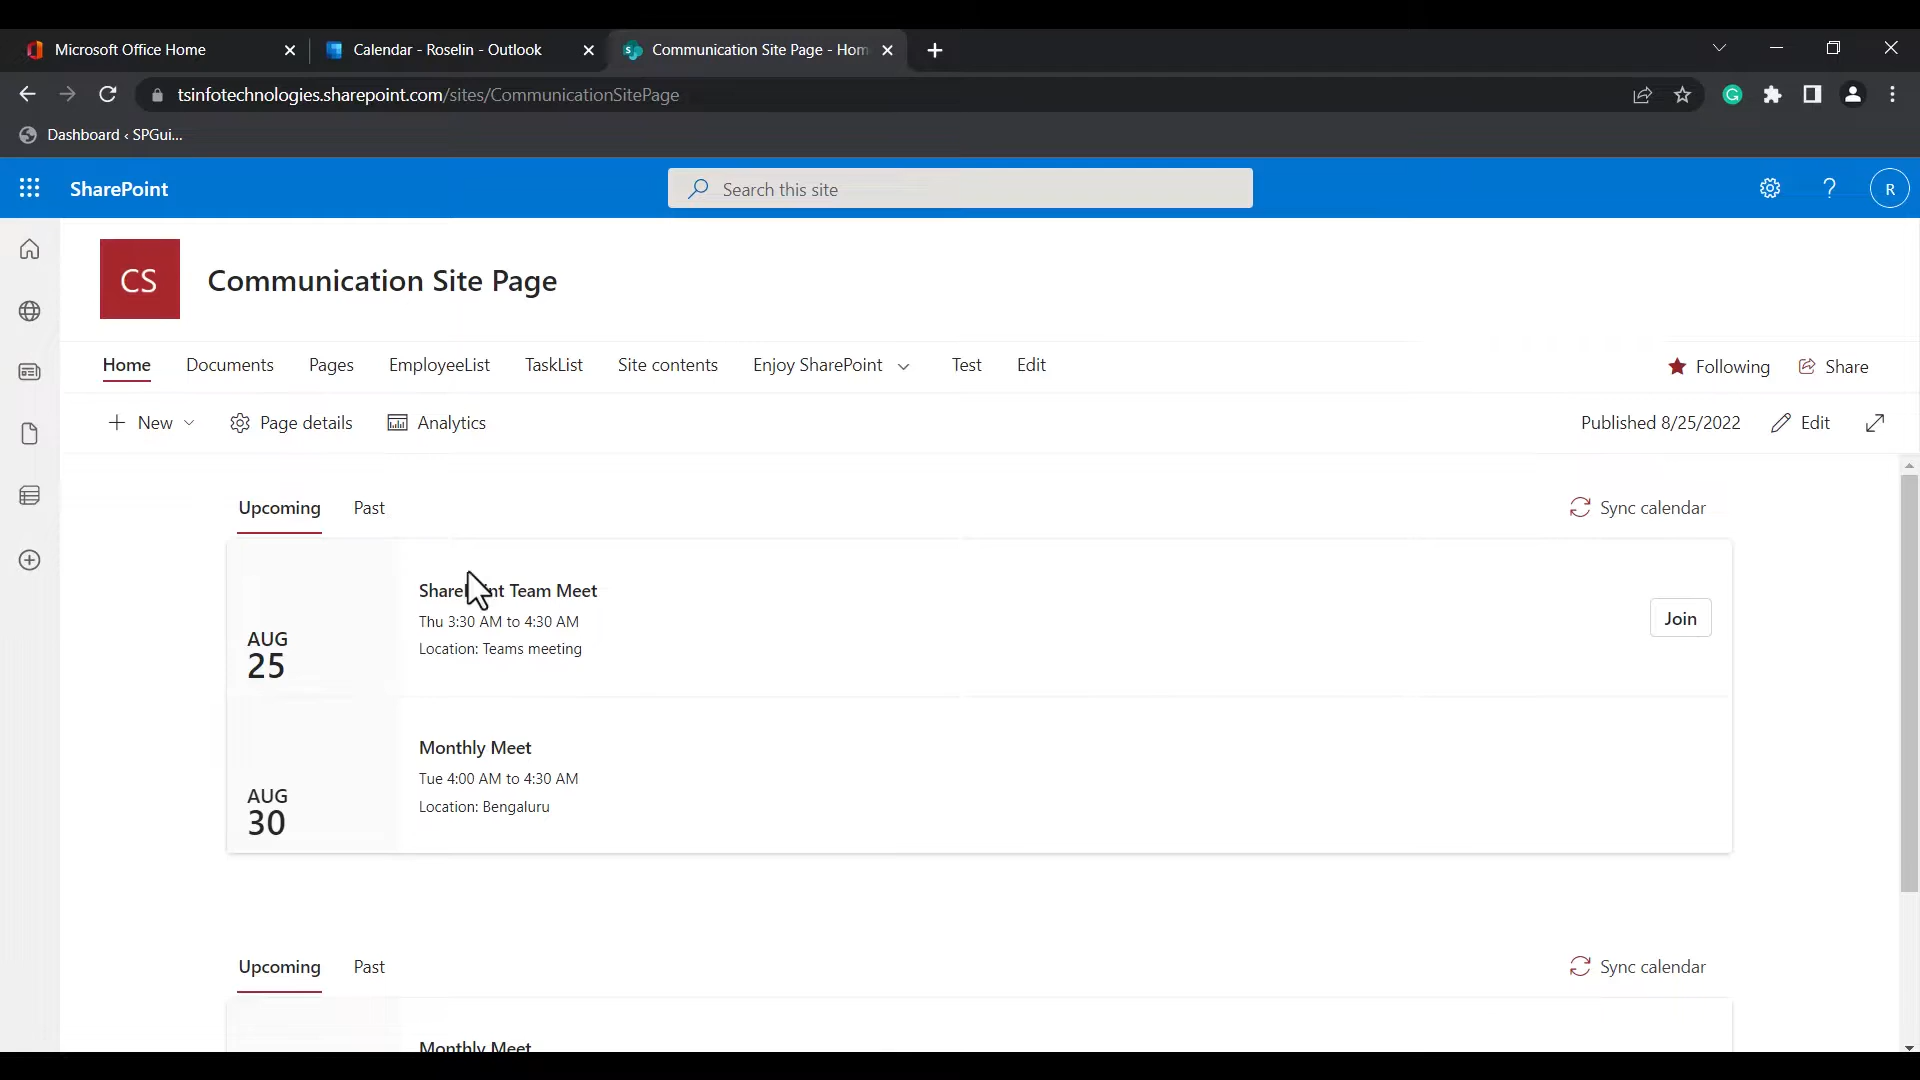 Microsoft Office Home
Calendar - Roselin - Outlook
Communication Site Page - Hom
tsinfotechnologies.sharepoint.com/sites/CommunicationSitePage
Dashboard ‹ SPGui...
SharePoint
Search this site
R
CS
Communication Site Page
Home
Documents
Pages
EmployeeList
TaskList
Site contents
Enjoy SharePoint
Test
Edit
Following
Share
New
Page details
Analytics
Published 8/25/2022
Edit
Upcoming
Past
Sync calendar
AUG
25
SharePoint Team Meet
Thu 3:30 AM to 4:30 AM
Location: Teams meeting
Join
AUG
30
Monthly Meet
Tue 4:00 AM to 4:30 AM
Location: Bengaluru
Upcoming
Past
Sync calendar
Monthly Meet